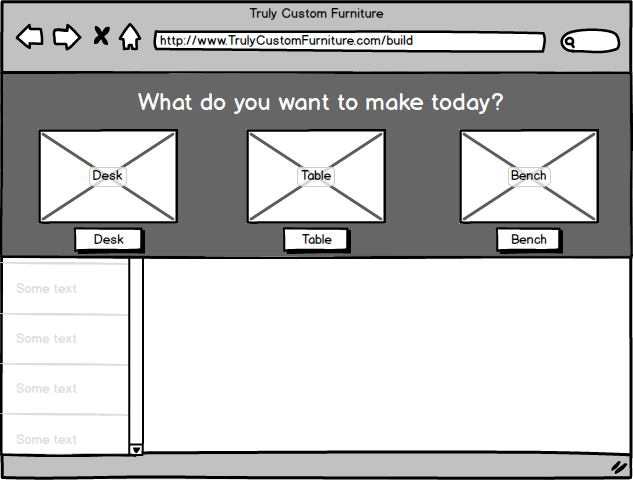 Truly Custom Furniture
http://www.TrulyCustomFurniture.com/build
What do you want to make today?
Desk Table Bench
Desk Table Bench
Some text
Some text
Some text
Some text